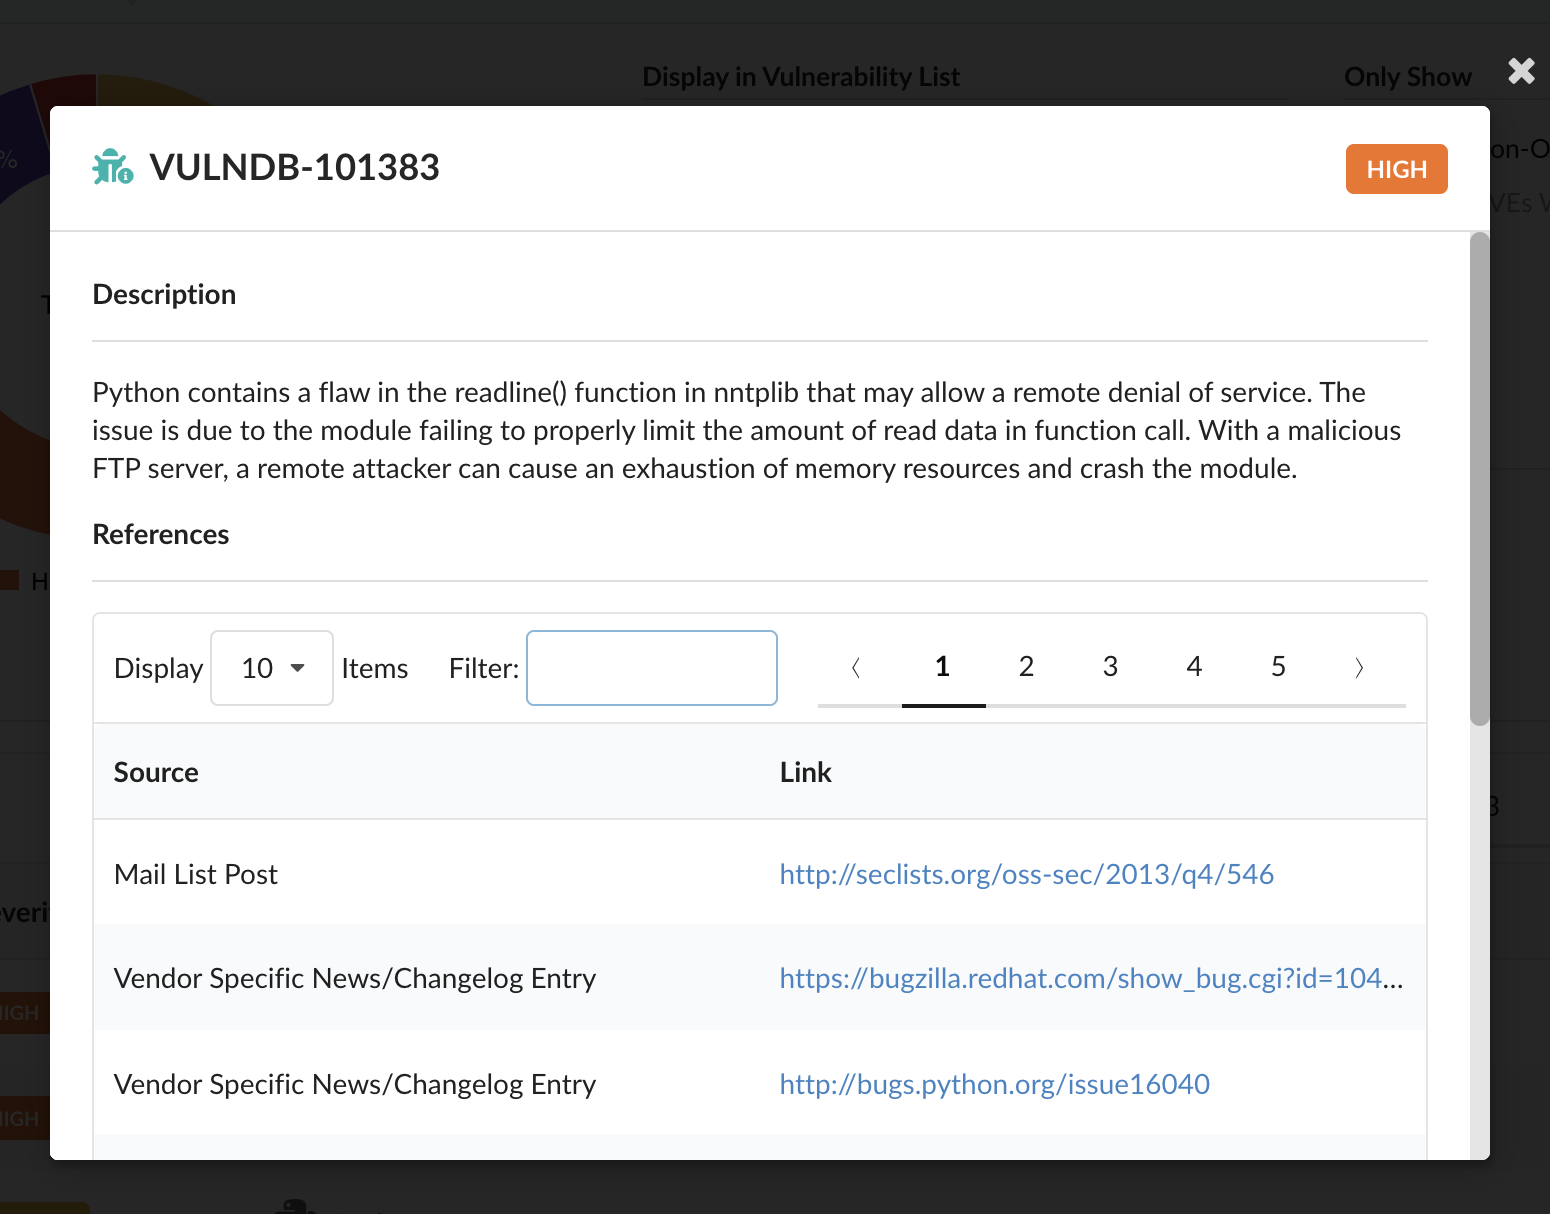 Display in Vulnerability List
Only Show
%
on-O
VEs
VULNDB-101383
HIGH
Description
Python contains a flaw in the readline() function in nntplib that may allow a remote denial of service. The
issue is due to the module failing to properly limit the amount of read data in function call. With a malicious
FTP server, a remote attacker can cause an exhaustion of memory resources and crash the module.
References
H
Display 10 Items Filter: 〈 1 2 3 4 5 〉
Source Link
Mail List Post http://seclists.org/oss-sec/2013/q4/546
everi
Vendor Specific News/Changelog Entry https://bugzilla.redhat.com/show_bug.cgi?id=104...
HIGH
Vendor Specific News/Changelog Entry http://bugs.python.org/issue16040
HIGH